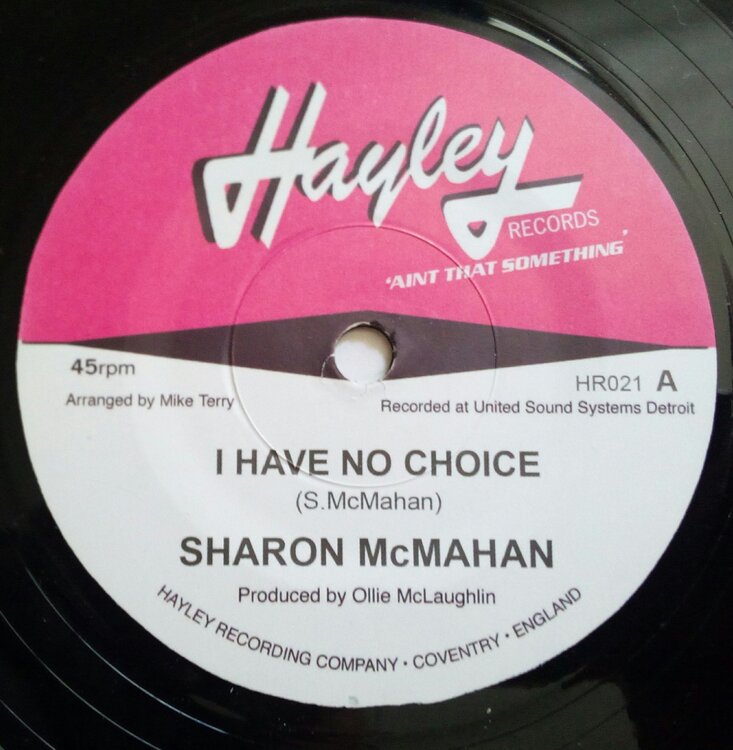 Hayley
RECORDS
'AINT THAT SOMETHING'
45rpm
HR021 A
Arranged by Mike Terry
Recorded at United Sound Systems Detroit
I HAVE NO CHOICE
(S.McMahan)
SHARON McMAHAN
Produced by Ollie McLaughlin
HAYLEY RECORDING COMPANY · COVENTRY · ENGLAND